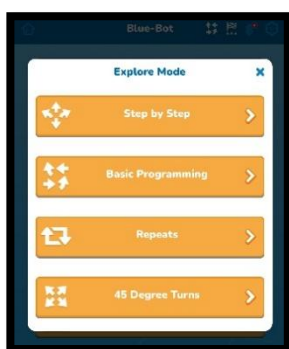 Blue-Bot
Explore Mode
Step by Step
Basic Programming
Repeats
45 Degree Turns